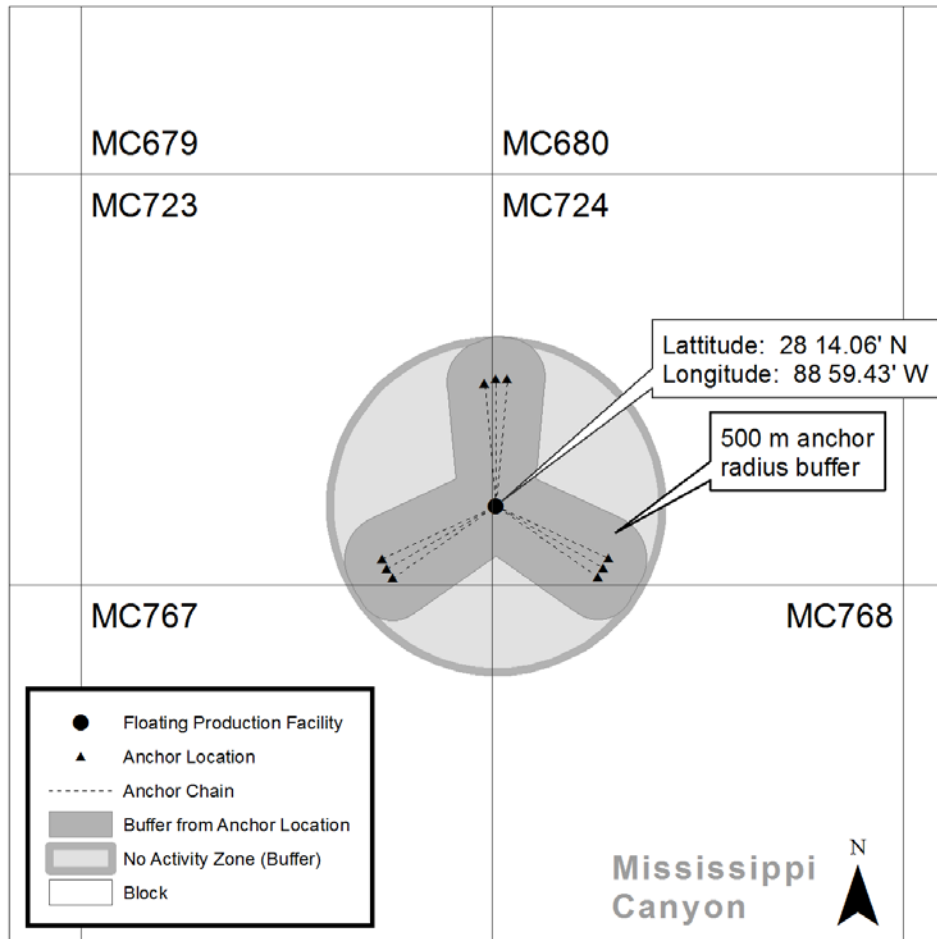 MC679
MC680
MC723
MC724
Lattitude: 28 14.06' N
Longitude: 88 59.43' W
500 m anchor
radius buffer
MC767
MC768
Floating Production Facility
Anchor Location
Anchor Chain
Buffer from Anchor Location
No Activity Zone (Buffer)
Block
Mississippi
Canyon
N